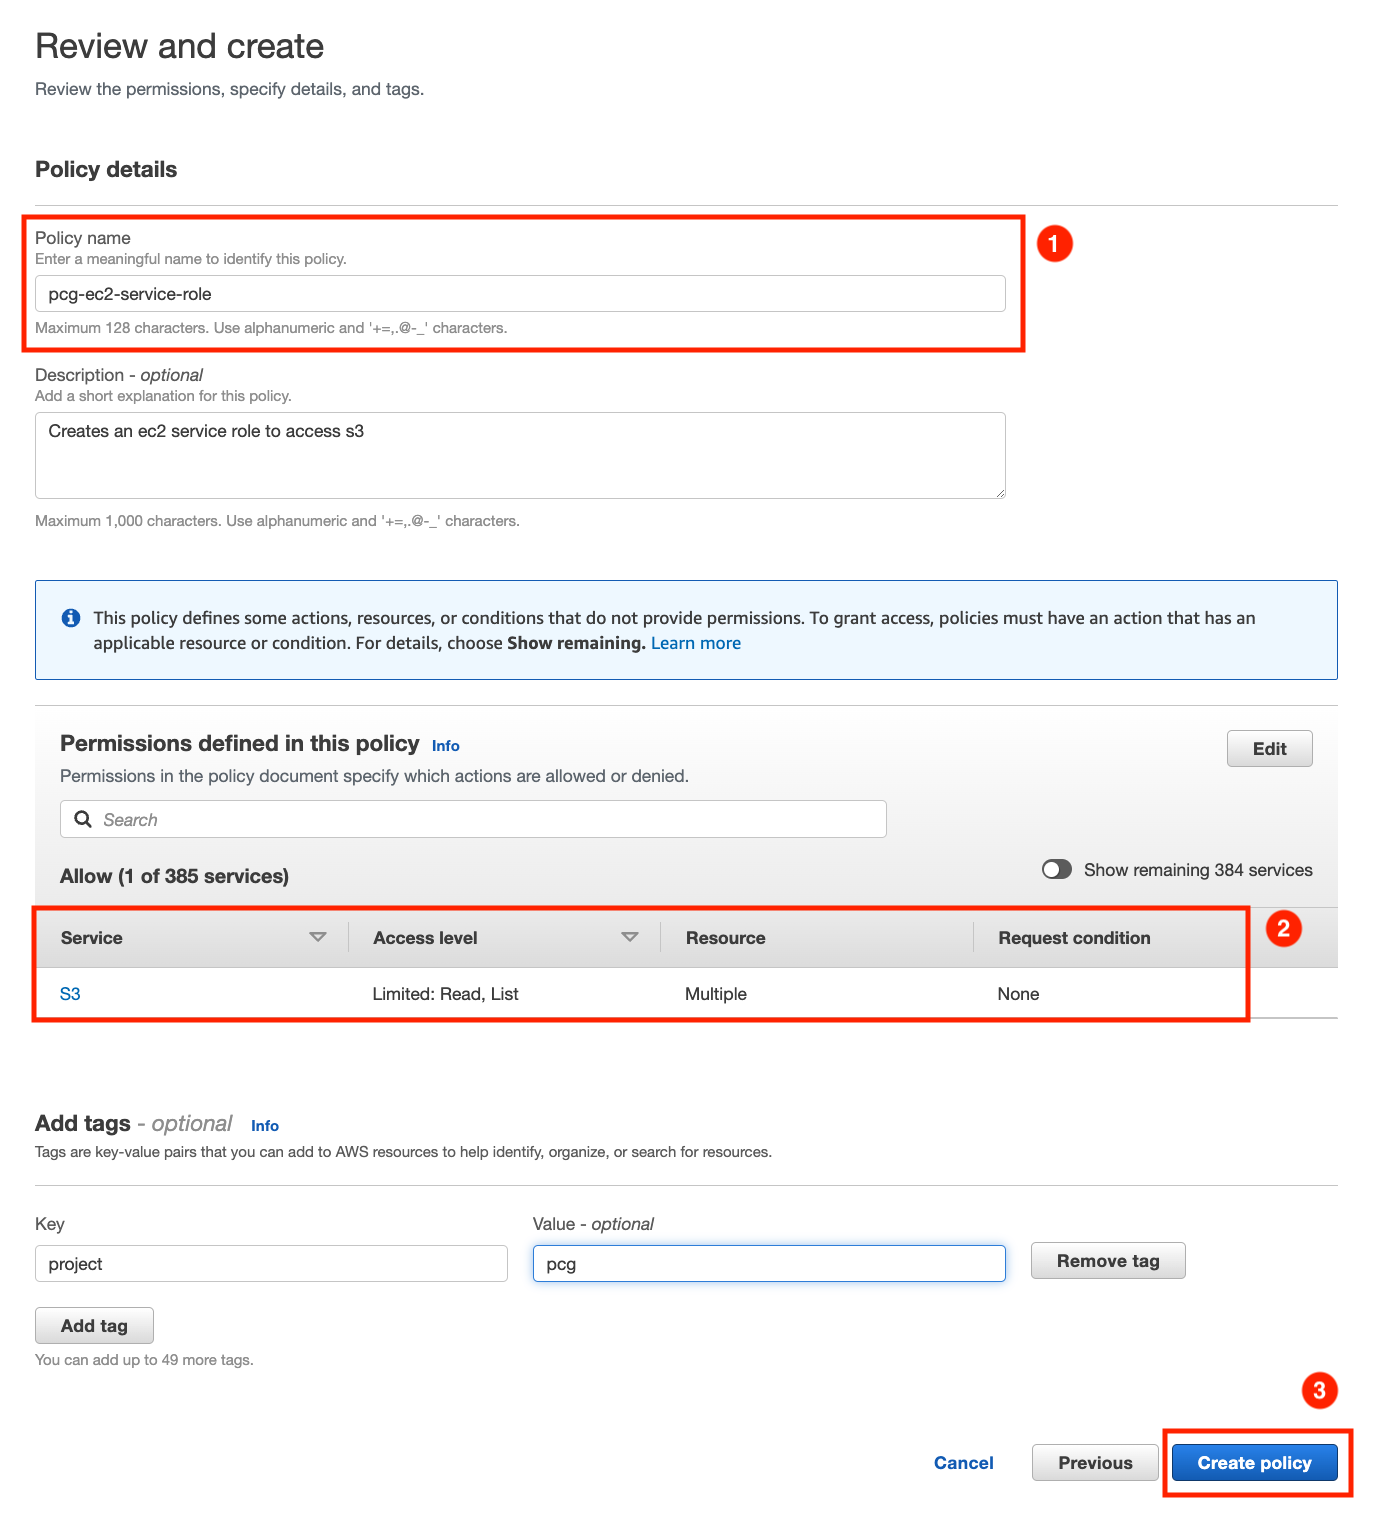 Review and create
Review the permissions, specify details, and tags.
Policy details
Policy name
1
Enter a meaningful name to identify this policy.
pcg-ec2-service-role
Maximum 128 characters. Use alphanumeric and '+=,.@-_' characters.
Description - optional
Add a short explanation for this policy.
Creates an ec2 service role to access s3
Maximum 1,000 characters. Use alphanumeric and '+=,.@-_' characters.
This policy defines some actions, resources, or conditions that do not provide permissions. To grant access, policies must have an action that has an
applicable resource or condition. For details, choose Show remaining. Learn more
Permissions defined in this policy Info
Edit
Permissions in the policy document specify which actions are allowed or denied.
Search
Allow (1 of 385 services)
Show remaining 384 services
2
Service Access level Resource Request condition
S3 Limited: Read, List Multiple None
Add tags - optional Info
Tags are key-value pairs that you can add to AWS resources to help identify, organize, or search for resources.
Key Value - optional
project pcg Remove tag
Add tag
You can add up to 49 more tags.
3
Cancel Previous Create policy